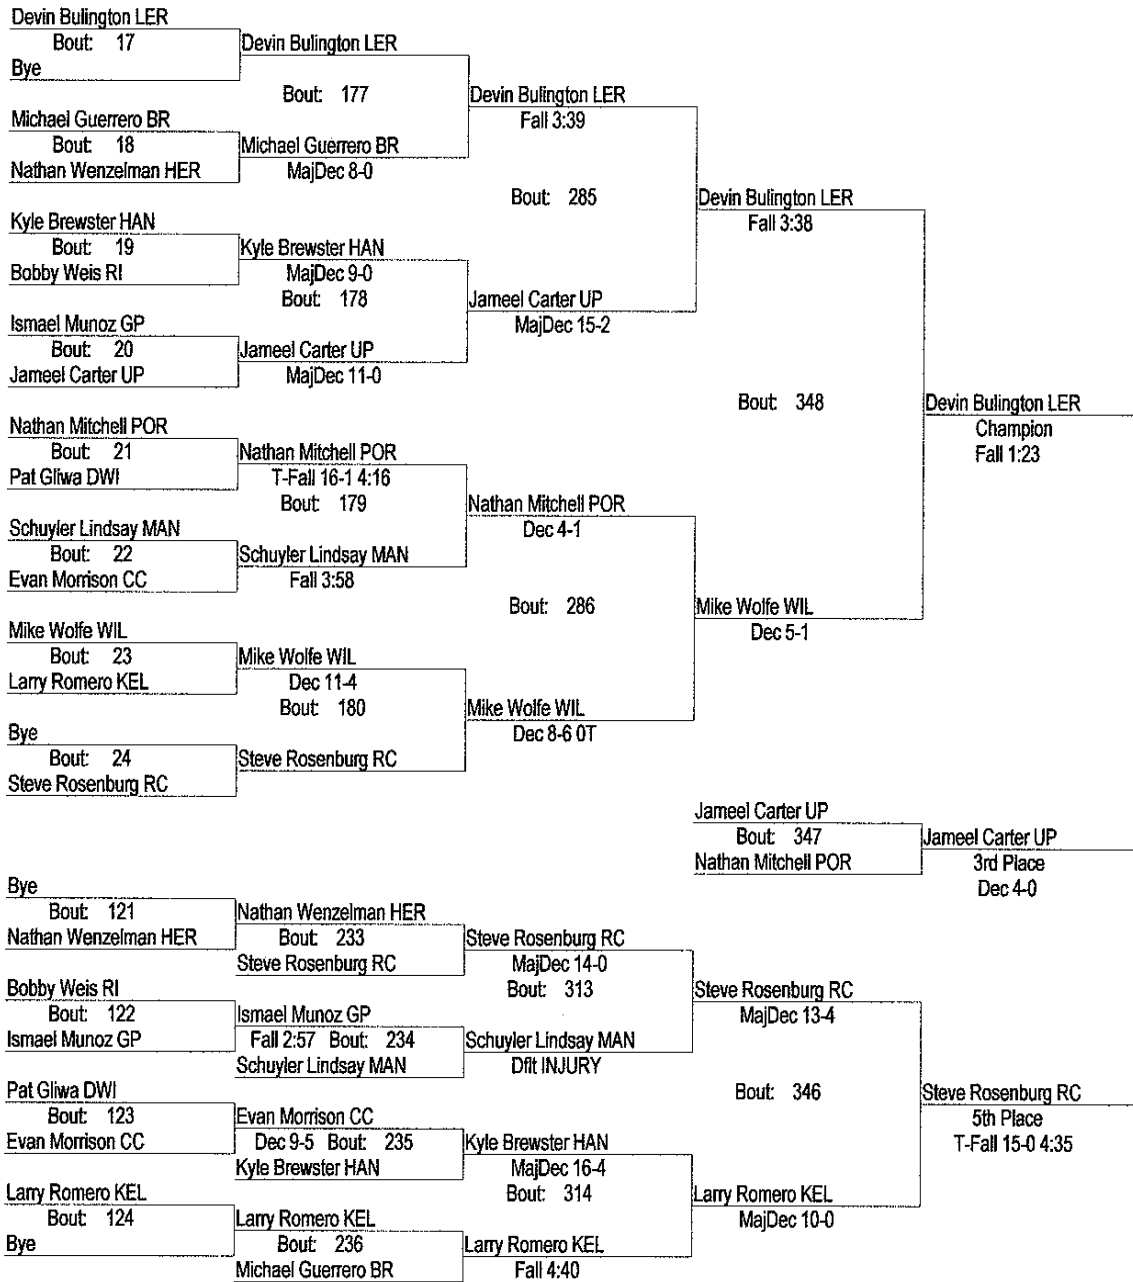 Devin Bulington LER
Bout: 17
Bye
Devin Bulington LER
Bout: 177
Michael Guerrero BR
Bout: 18
Nathan Wenzelman HER
Michael Guerrero BR
MajDec 8-0
Devin Bulington LER
Fall 3:39
Bout: 285
Kyle Brewster HAN
Bout: 19
Bobby Weis RI
Kyle Brewster HAN
MajDec 9-0
Bout: 178
Ismael Munoz GP
Bout: 20
Jameel Carter UP
Jameel Carter UP
MajDec 11-0
Jameel Carter UP
MajDec 15-2
Devin Bulington LER
Fall 3:38
Bout: 348
Devin Bulington LER
Champion
Fall 1:23
Nathan Mitchell POR
Bout: 21
Pat Gliwa DWI
Nathan Mitchell POR
T-Fall 16-1 4:16
Bout: 179
Schuyler Lindsay MAN
Bout: 22
Evan Morrison CC
Schuyler Lindsay MAN
Fall 3:58
Nathan Mitchell POR
Dec 4-1
Bout: 286
Mike Wolfe WIL
Dec 5-1
Mike Wolfe WIL
Bout: 23
Larry Romero KEL
Mike Wolfe WIL
Dec 11-4
Bout: 180
Bye
Bout: 24
Steve Rosenburg RC
Steve Rosenburg RC
Mike Wolfe WIL
Dec 8-6 OT
Jameel Carter UP
Bout: 347
Nathan Mitchell POR
Jameel Carter UP
3rd Place
Dec 4-0
Bye
Bout: 121
Nathan Wenzelman HER
Nathan Wenzelman HER
Bout: 233
Steve Rosenburg RC
Steve Rosenburg RC
MajDec 14-0
Bout: 313
Bobby Weis RI
Bout: 122
Ismael Munoz GP
Ismael Munoz GP
Fall 2:57 Bout: 234
Schuyler Lindsay MAN
Schuyler Lindsay MAN
Dflt INJURY
Steve Rosenburg RC
MajDec 13-4
Bout: 346
Steve Rosenburg RC
5th Place
T-Fall 15-0 4:35
Pat Gliwa DWI
Bout: 123
Evan Morrison CC
Evan Morrison CC
Dec 9-5 Bout: 235
Kyle Brewster HAN
Kyle Brewster HAN
MajDec 16-4
Bout: 314
Larry Romero KEL
Bout: 124
Bye
Larry Romero KEL
Bout: 236
Michael Guerrero BR
Larry Romero KEL
Fall 4:40
Larry Romero KEL
MajDec 10-0